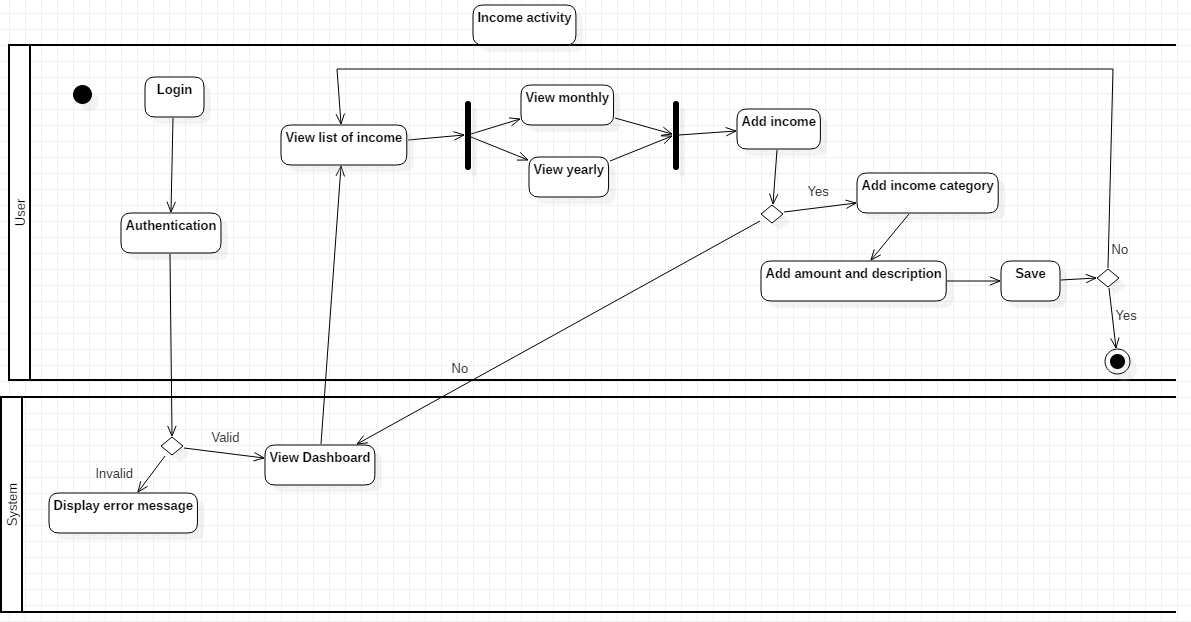 Income activity
Login
View monthly
View list of income
Add income
View yearly
Yes
Add income category
User
Authentication
No
Add amount and description
Save
Yes
No
Valid
View Dashboard
Invalid
System
Display error message